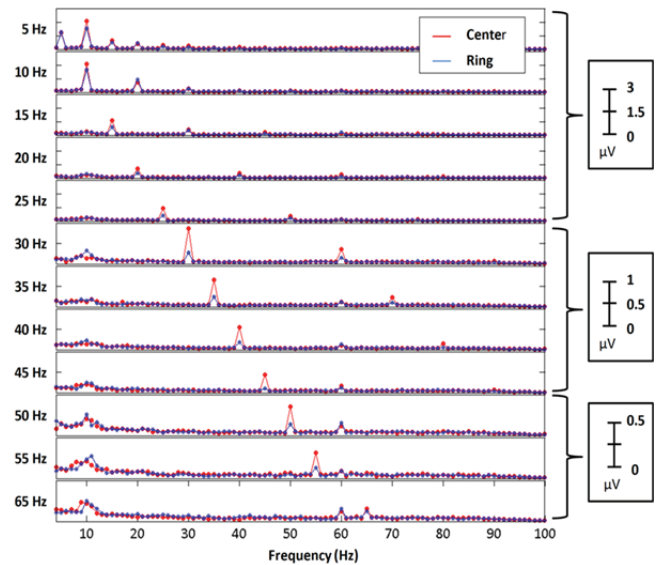 5 Hz
10 Hz
15 Hz
20 Hz
25 Hz
30 Hz
35 Hz
40 Hz
45 Hz
50 Hz
55 Hz
65 Hz
Center
Ring
3
1.5
0
μV
1
0.5
0
μV
0.5
0
μV
10 20 30 40 50 60 70 80 90 100
Frequency (Hz)